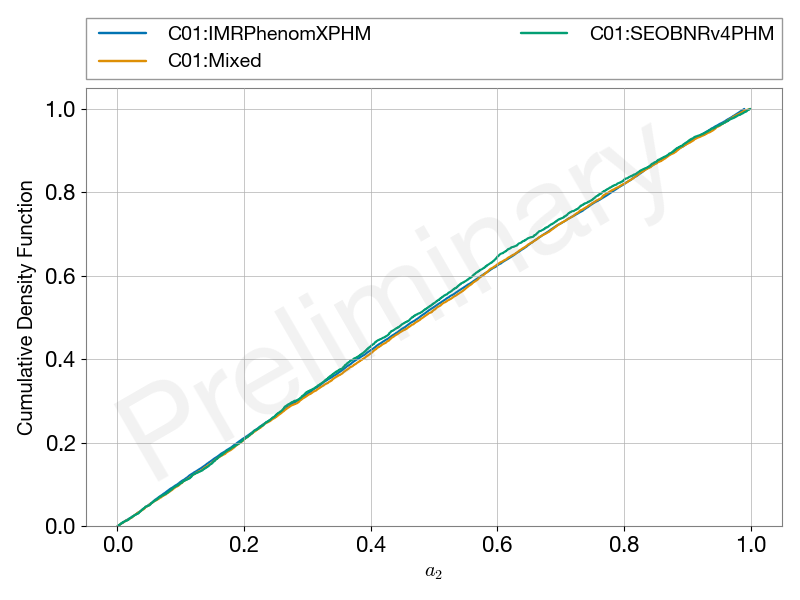 C01:IMRPhenomXPHM
C01:Mixed
C01:SEOBNRv4PHM
Cumulative Density Function
1.0
0.8
0.6
0.4
0.2
0.0
Preliminary
0.0 0.2 0.4 0.6 0.8 1.0
a₂